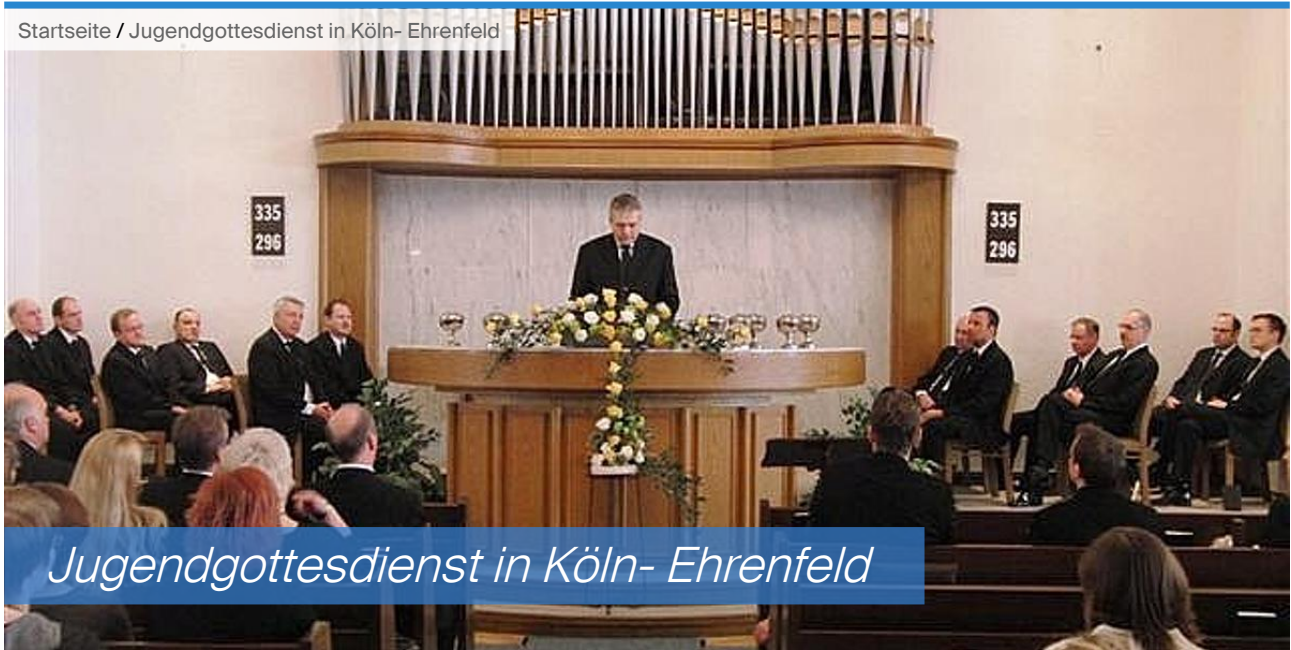 Startseite / Jugendgottesdienst in Köln- Ehrenfeld
335
296
335
296
Jugendgottesdienst in Köln- Ehrenfeld